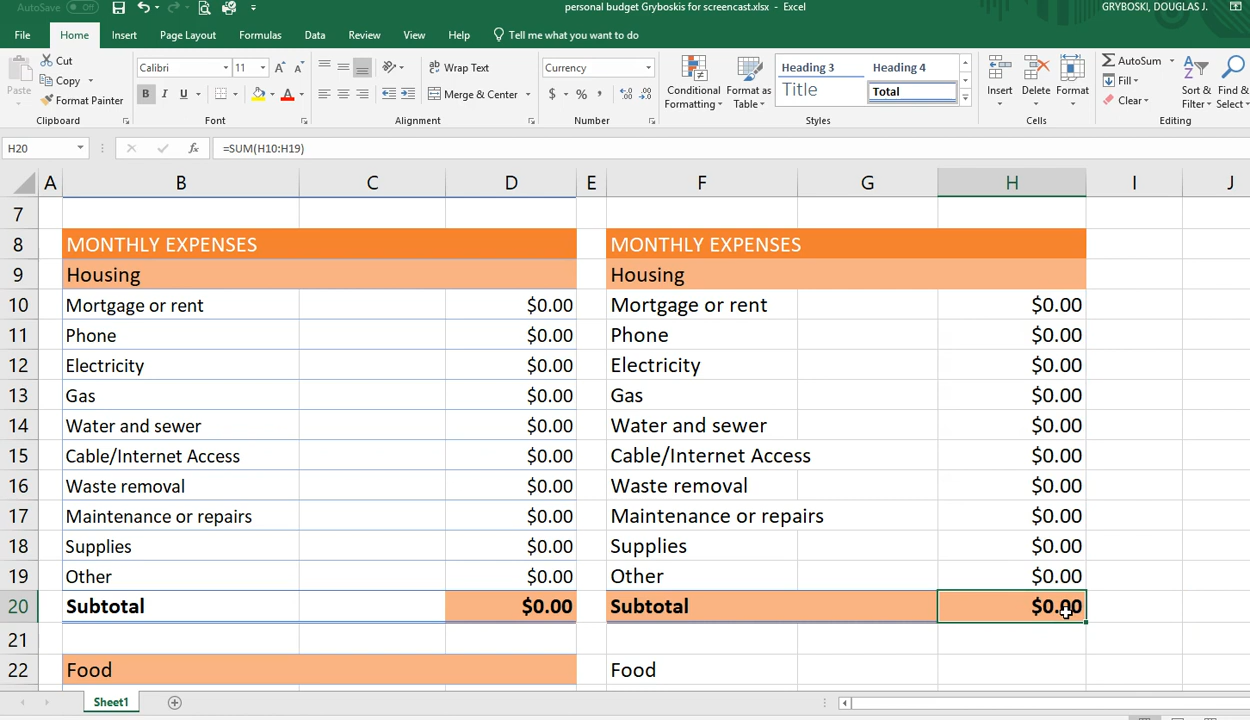 AutoSave Off personal budget Gryboskis for screencast.xlsx - Excel GRYBOSKI, DOUGLAS J.
File Home Insert Page Layout Formulas Data Review View Help Tell me what you want to do
Paste Cut Calibri 11 Wrap Text Currency Heading 3 Heading 4 AutoSum
Copy Conditional Formatting Format as Table Title Total Insert Delete Format Fill Sort & Filter Find & Select
Format Painter B I U Merge & Center $ % , Clear
Clipboard Font Alignment Number Styles Cells Editing
H20 fx =SUM(H10:H19)
A B C D E F G H I J
7
8 MONTHLY EXPENSES MONTHLY EXPENSES
9 Housing Housing
10 Mortgage or rent $0.00 Mortgage or rent $0.00
11 Phone $0.00 Phone $0.00
12 Electricity $0.00 Electricity $0.00
13 Gas $0.00 Gas $0.00
14 Water and sewer $0.00 Water and sewer $0.00
15 Cable/Internet Access $0.00 Cable/Internet Access $0.00
16 Waste removal $0.00 Waste removal $0.00
17 Maintenance or repairs $0.00 Maintenance or repairs $0.00
18 Supplies $0.00 Supplies $0.00
19 Other $0.00 Other $0.00
20 Subtotal $0.00 Subtotal $0.00
21
22 Food Food
Sheet1